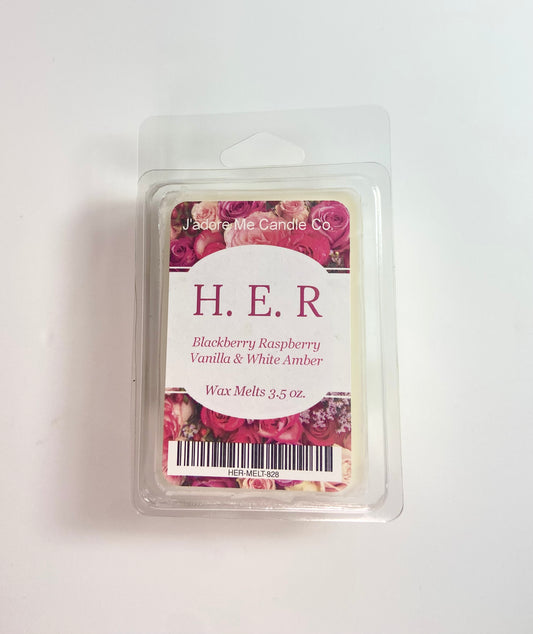 J'adore Me Candle Co.
H. E. R
Blackberry Raspberry
Vanilla & White Amber
Wax Melts 3.5 oz.
HER-MELT-828